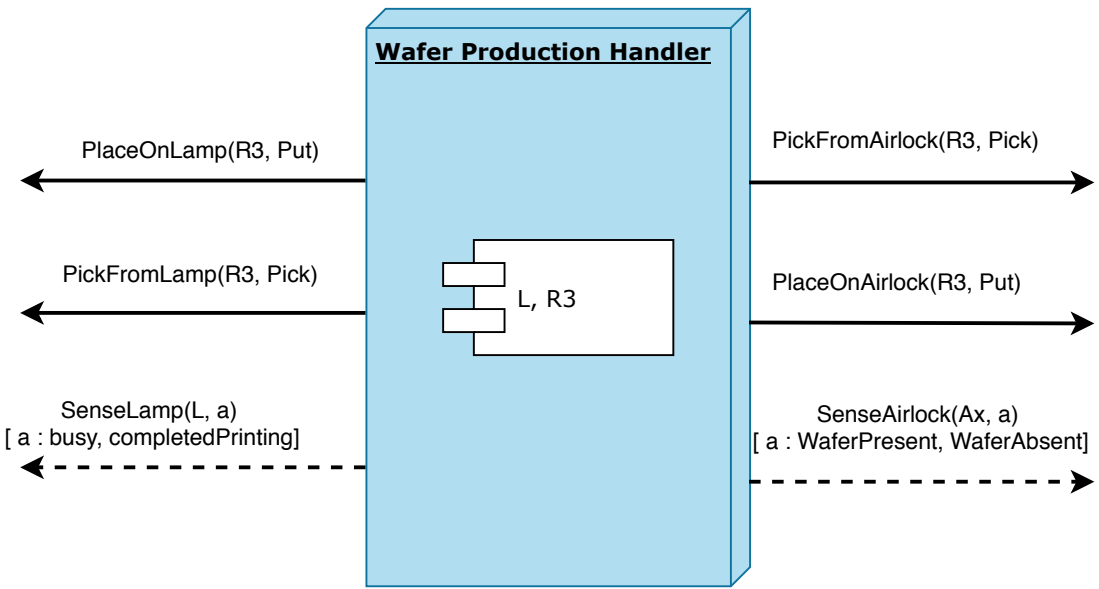 Wafer Production Handler
PlaceOnLamp(R3, Put)
PickFromAirlock(R3, Pick)
PickFromLamp(R3, Pick)
L, R3
PlaceOnAirlock(R3, Put)
SenseLamp(L, a)
[ a : busy, completedPrinting]
SenseAirlock(Ax, a)
[ a : WaferPresent, WaferAbsent]